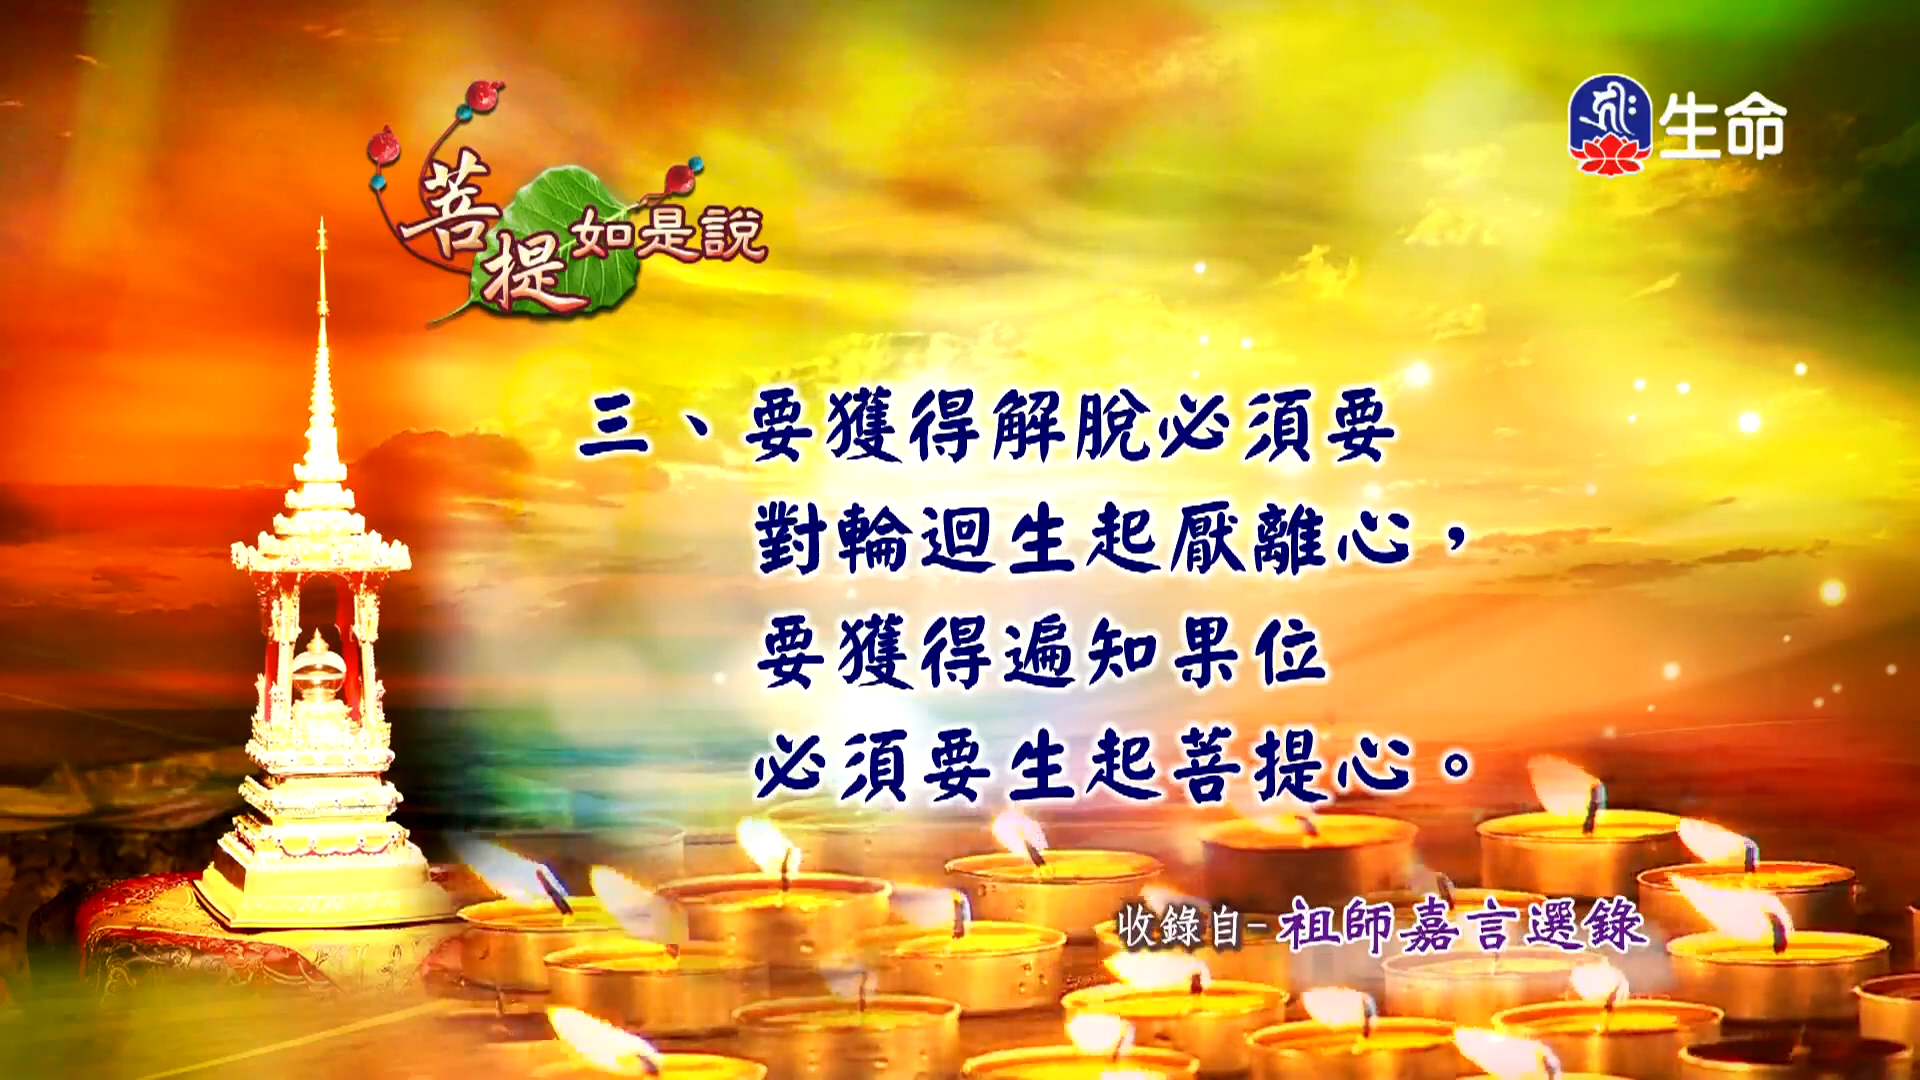 生命
菩提如是說
三、要獲得解脫必須要
對輪迴生起厭離心，
要獲得遍知果位
必須要生起菩提心。
收錄自-祖師嘉言選錄